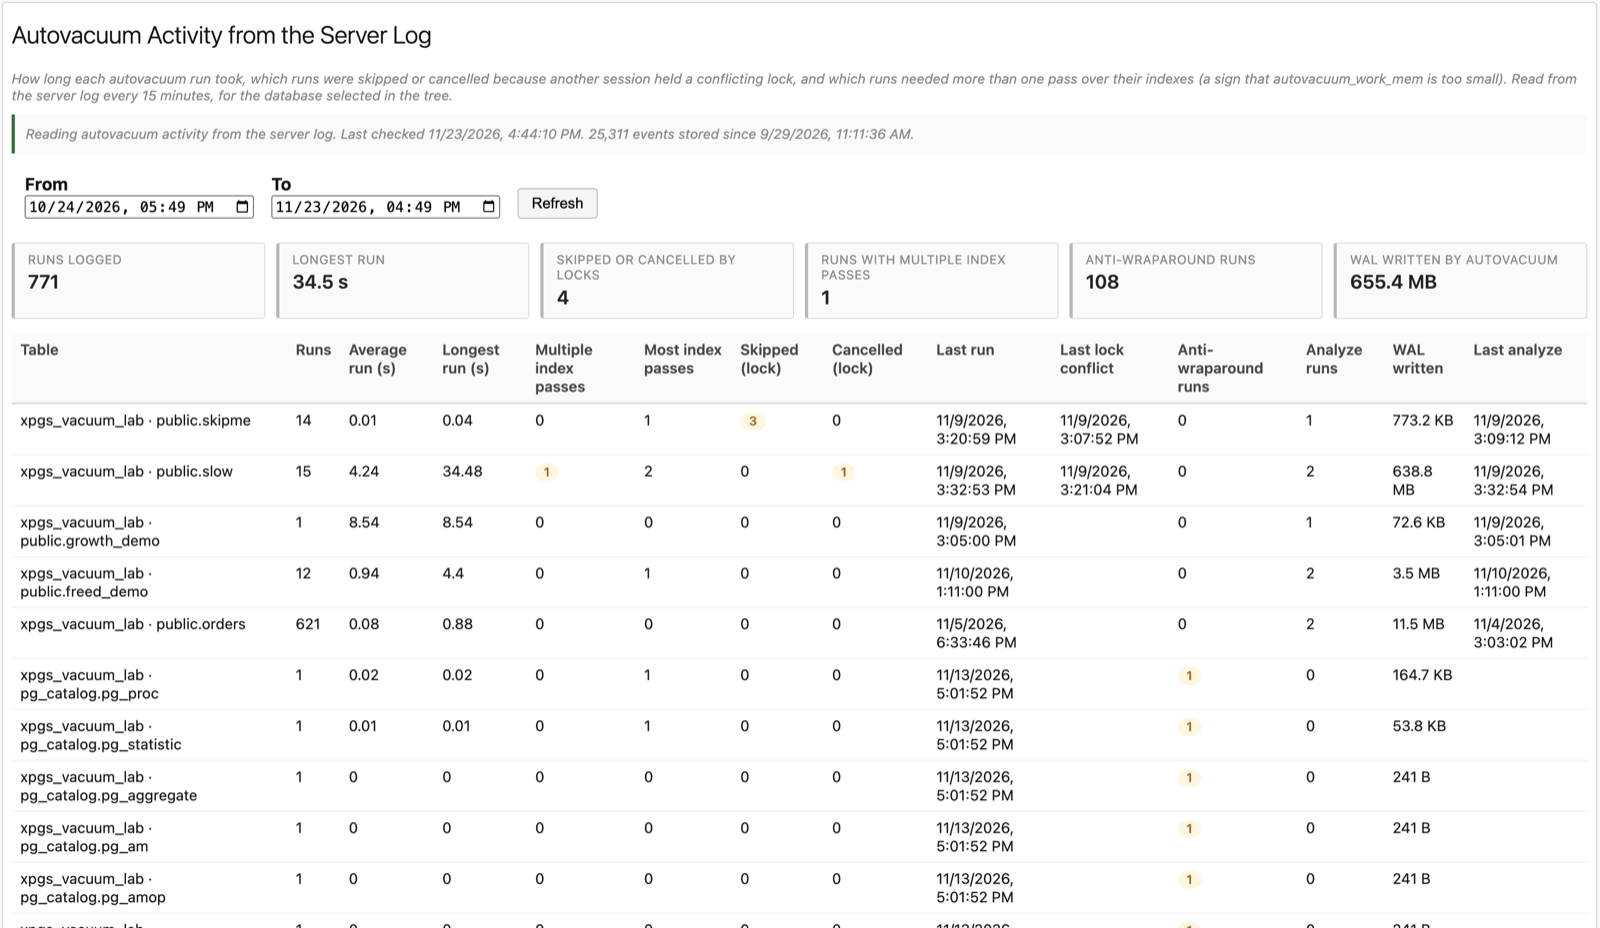 Autovacuum Activity from the Server Log
How long each autovacuum run took, which runs were skipped or cancelled because another session held a conflicting lock, and which runs needed more than one pass over their indexes (a sign that autovacuum_work_mem is too small). Read from
the server log every 15 minutes, for the database selected in the tree.
Reading autovacuum activity from the server log. Last checked 11/23/2026, 4:44:10 PM. 25,311 events stored since 9/29/2026, 11:11:36 AM.
From To
10/24/2026, 05:49 PM 11/23/2026, 04:49 PM Refresh
RUNS LOGGED
771
LONGEST RUN
34.5 s
SKIPPED OR CANCELLED BY
LOCKS
4
RUNS WITH MULTIPLE INDEX
PASSES
1
ANTI-WRAPAROUND RUNS
108
WAL WRITTEN BY AUTOVACUUM
655.4 MB
Table Runs Average Longest Multiple Most index Skipped Cancelled Last run Last lock Anti- Analyze WAL Last analyze
run (s) run (s) index passes (lock) (lock) conflict wraparound runs written
passes runs
xpgs_vacuum_lab · public.skipme 14 0.01 0.04 0 1 3 0 11/9/2026, 11/9/2026, 0 1 773.2 KB 11/9/2026,
3:20:59 PM 3:07:52 PM 3:09:12 PM
xpgs_vacuum_lab · public.slow 15 4.24 34.48 1 2 0 1 11/9/2026, 11/9/2026, 0 2 638.8 11/9/2026,
3:32:53 PM 3:21:04 PM MB 3:32:54 PM
xpgs_vacuum_lab · 1 8.54 8.54 0 0 0 0 11/9/2026, 0 1 72.6 KB 11/9/2026,
public.growth_demo 3:05:00 PM 3:05:01 PM
xpgs_vacuum_lab · 12 0.94 4.4 0 1 0 0 11/10/2026, 0 2 3.5 MB 11/10/2026,
public.freed_demo 1:11:00 PM 1:11:00 PM
xpgs_vacuum_lab · public.orders 621 0.08 0.88 0 0 0 0 11/5/2026, 0 2 11.5 MB 11/4/2026,
6:33:46 PM 3:03:02 PM
xpgs_vacuum_lab · 1 0.02 0.02 0 1 0 0 11/13/2026, 1 0 164.7 KB
pg_catalog.pg_proc 5:01:52 PM
xpgs_vacuum_lab · 1 0.01 0.01 0 1 0 0 11/13/2026, 1 0 53.8 KB
pg_catalog.pg_statistic 5:01:52 PM
xpgs_vacuum_lab · 1 0 0 0 0 0 0 11/13/2026, 1 0 241 B
pg_catalog.pg_aggregate 5:01:52 PM
xpgs_vacuum_lab · 1 0 0 0 0 0 0 11/13/2026, 1 0 241 B
pg_catalog.pg_am 5:01:52 PM
xpgs_vacuum_lab · 1 0 0 0 0 0 0 11/13/2026, 1 0 241 B
pg_catalog.pg_amop 5:01:52 PM